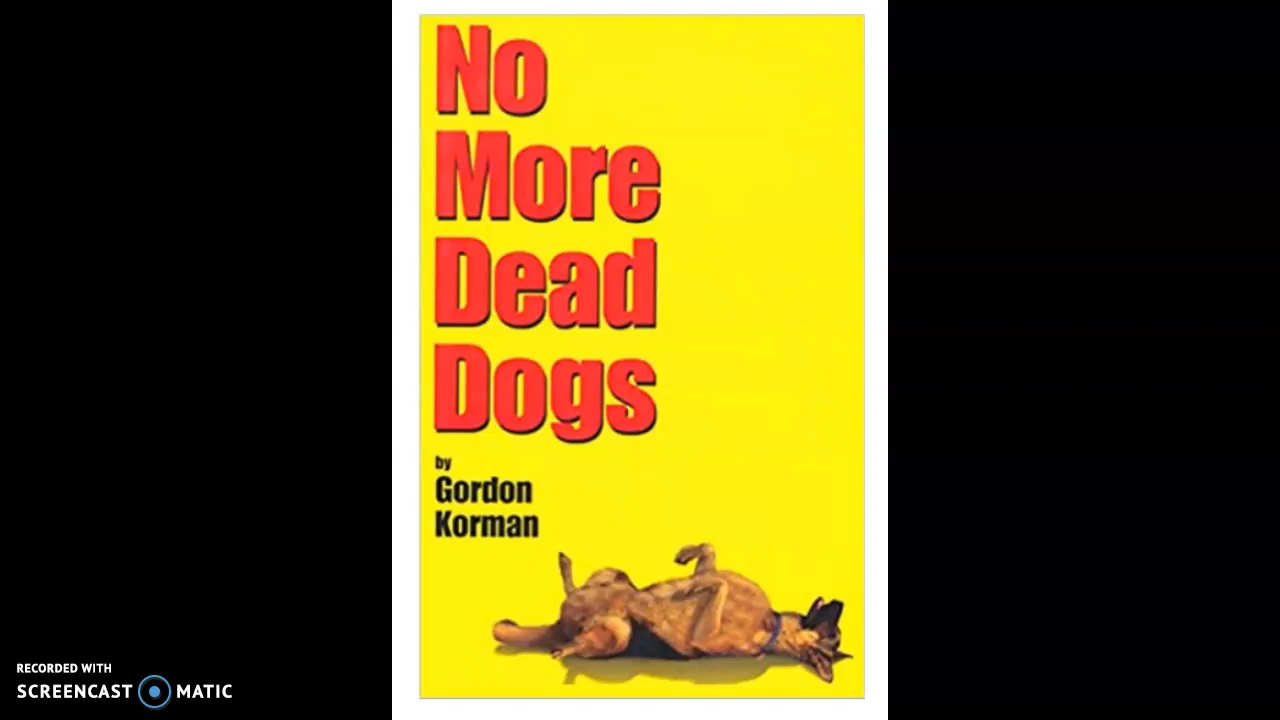 No
More
Dead
Dogs
by
Gordon
Korman
RECORDED WITH
SCREENCAST MATIC